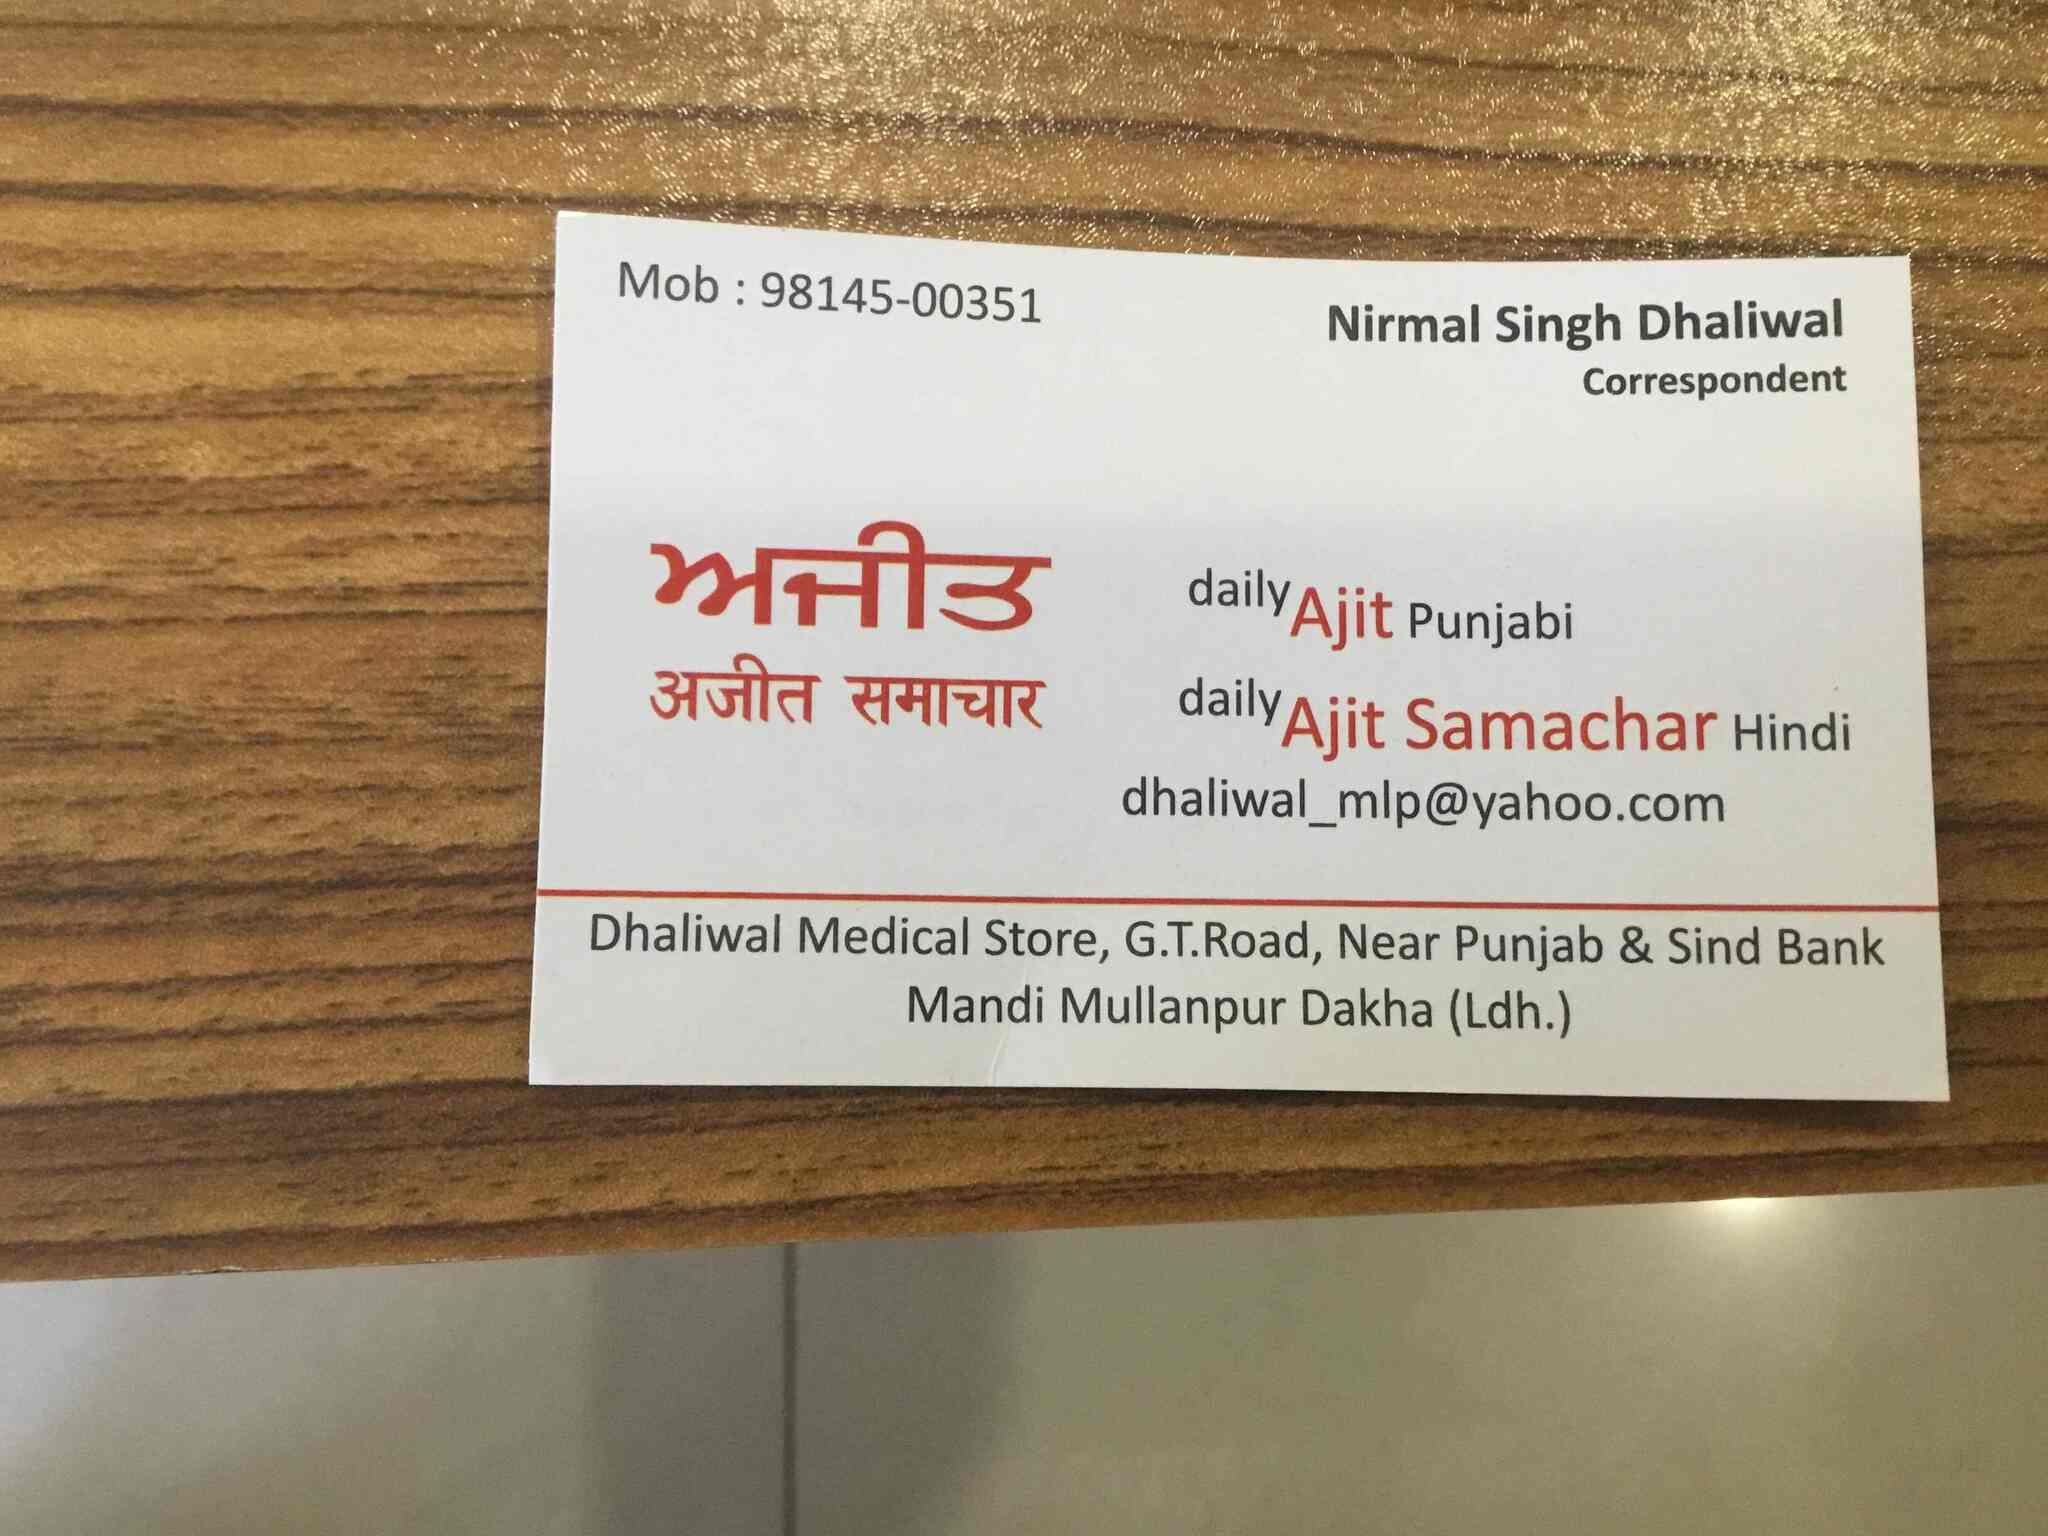 Mob : 98145-00351
Nirmal Singh Dhaliwal
Correspondent
ਅਜੀਤ
अजीत समाचार
daily Ajit Punjabi
daily Ajit Samachar Hindi
dhaliwal_mlp@yahoo.com
Dhaliwal Medical Store, G.T.Road, Near Punjab & Sind Bank
Mandi Mullanpur Dakha (Ldh.)